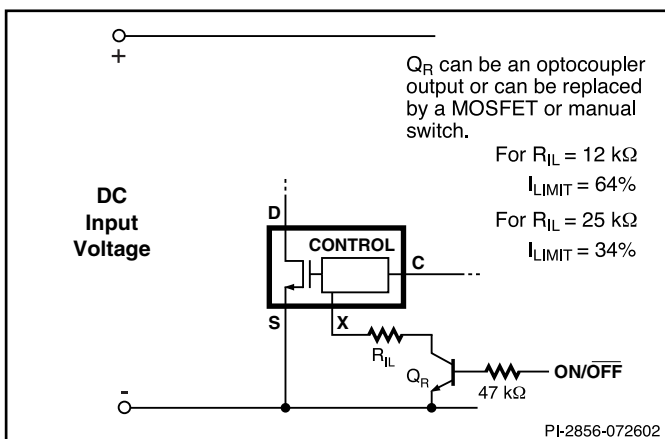 +
Q_R can be an optocoupler
output or can be replaced
by a MOSFET or manual
switch.
For R_IL = 12 kΩ
I_LIMIT = 64%
For R_IL = 25 kΩ
I_LIMIT = 34%
DC
Input
Voltage
D
CONTROL
C
S
X
R_IL
Q_R
47 kΩ
ON/O̅F̅F̅
-
PI-2856-072602